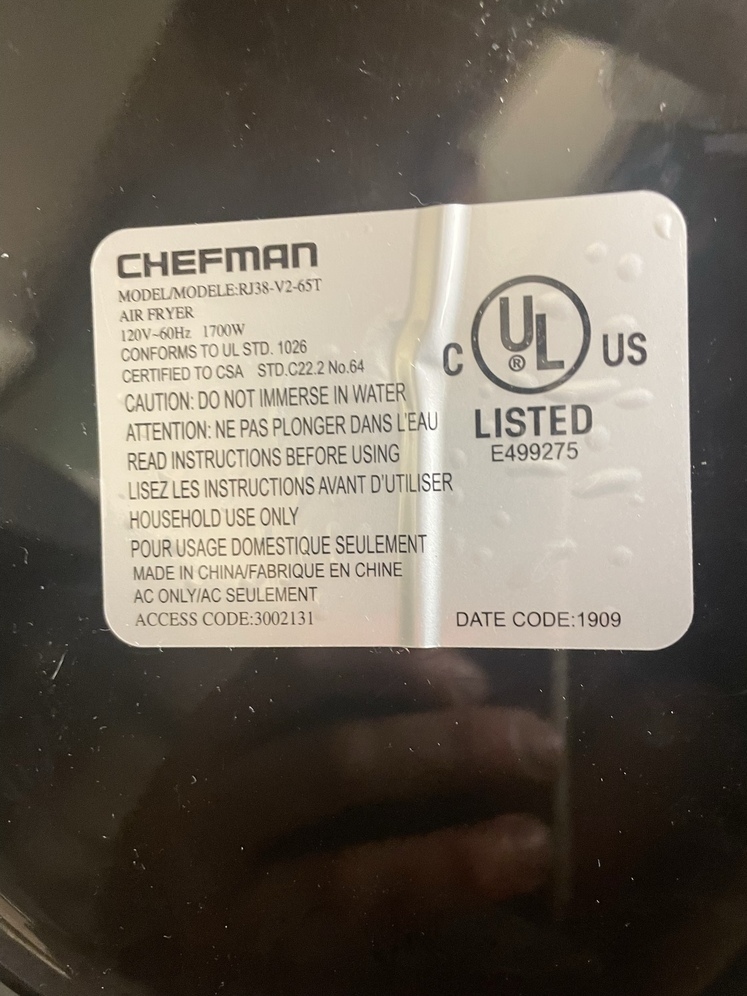 CHEFMAN
MODEL/MODELE:RJ38-V2-65T
AIR FRYER
120V~60Hz 1700W
CONFORMS TO UL STD. 1026
CERTIFIED TO CSA STD.C22.2 No.64
CAUTION: DO NOT IMMERSE IN WATER
ATTENTION: NE PAS PLONGER DANS L'EAU
READ INSTRUCTIONS BEFORE USING
LISEZ LES INSTRUCTIONS AVANT D'UTILISER
HOUSEHOLD USE ONLY
POUR USAGE DOMESTIQUE SEULEMENT
MADE IN CHINA/FABRIQUE EN CHINE
AC ONLY/AC SEULEMENT
ACCESS CODE:3002131
C UL ® US
LISTED
E499275
DATE CODE:1909